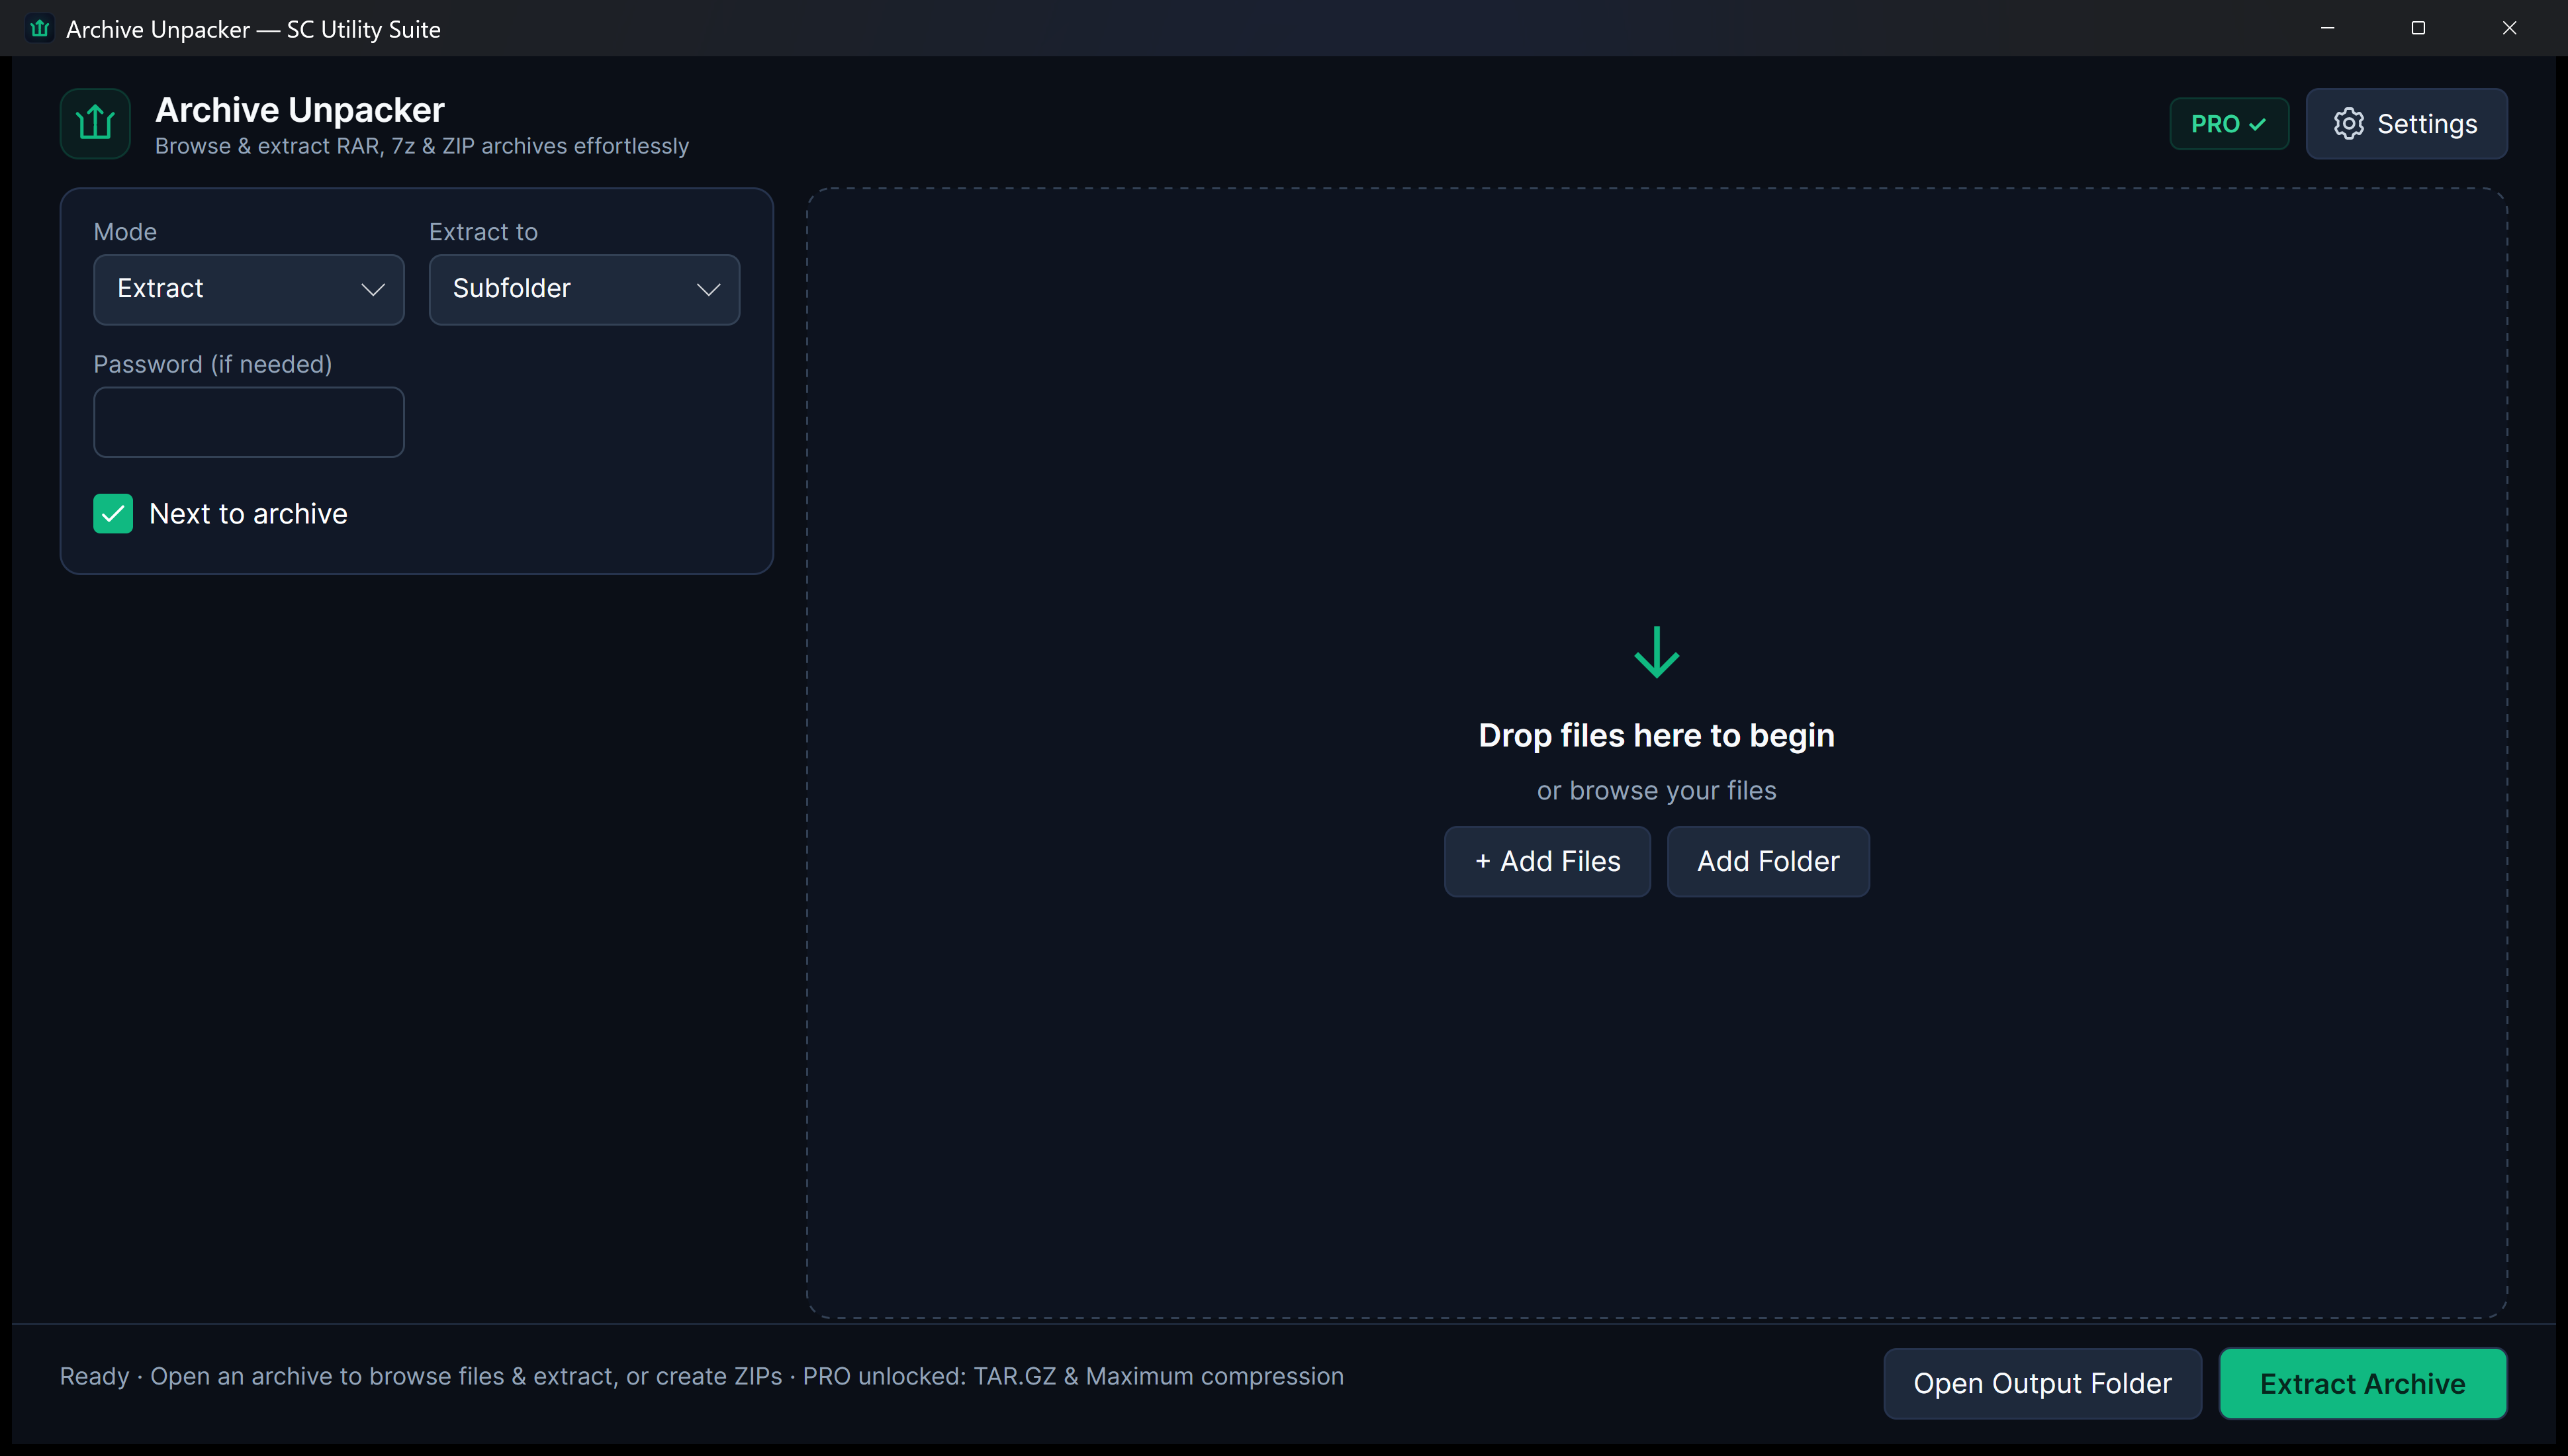 Archive Unpacker — SC Utility Suite
Archive Unpacker
Browse & extract RAR, 7z & ZIP archives effortlessly
PRO ✓
Settings
Mode
Extract to
Extract
Subfolder
Password (if needed)
Next to archive
Drop files here to begin
or browse your files
+ Add Files
Add Folder
Ready · Open an archive to browse files & extract, or create ZIPs · PRO unlocked: TAR.GZ & Maximum compression
Open Output Folder
Extract Archive